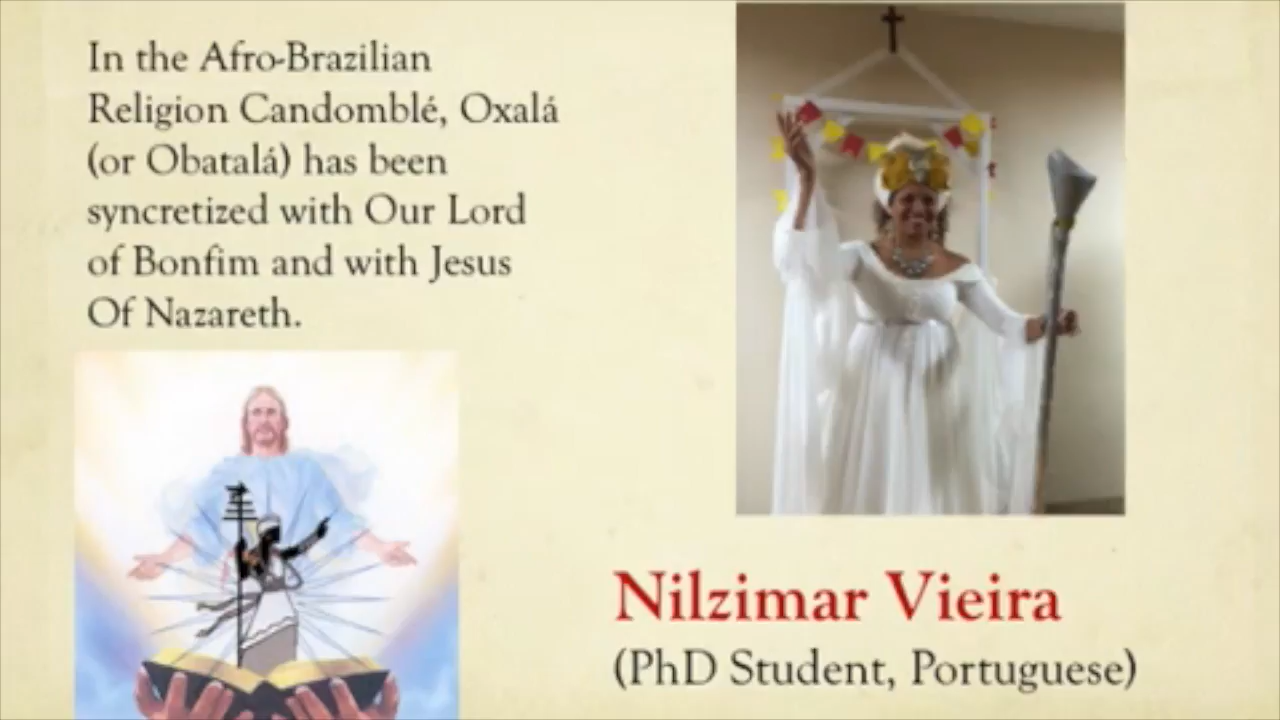 In the Afro-Brazilian
Religion Candomblé, Oxalá
(or Obatalá) has been
syncretized with Our Lord
of Bonfim and with Jesus
Of Nazareth.
Nilzimar Vieira
(PhD Student, Portuguese)